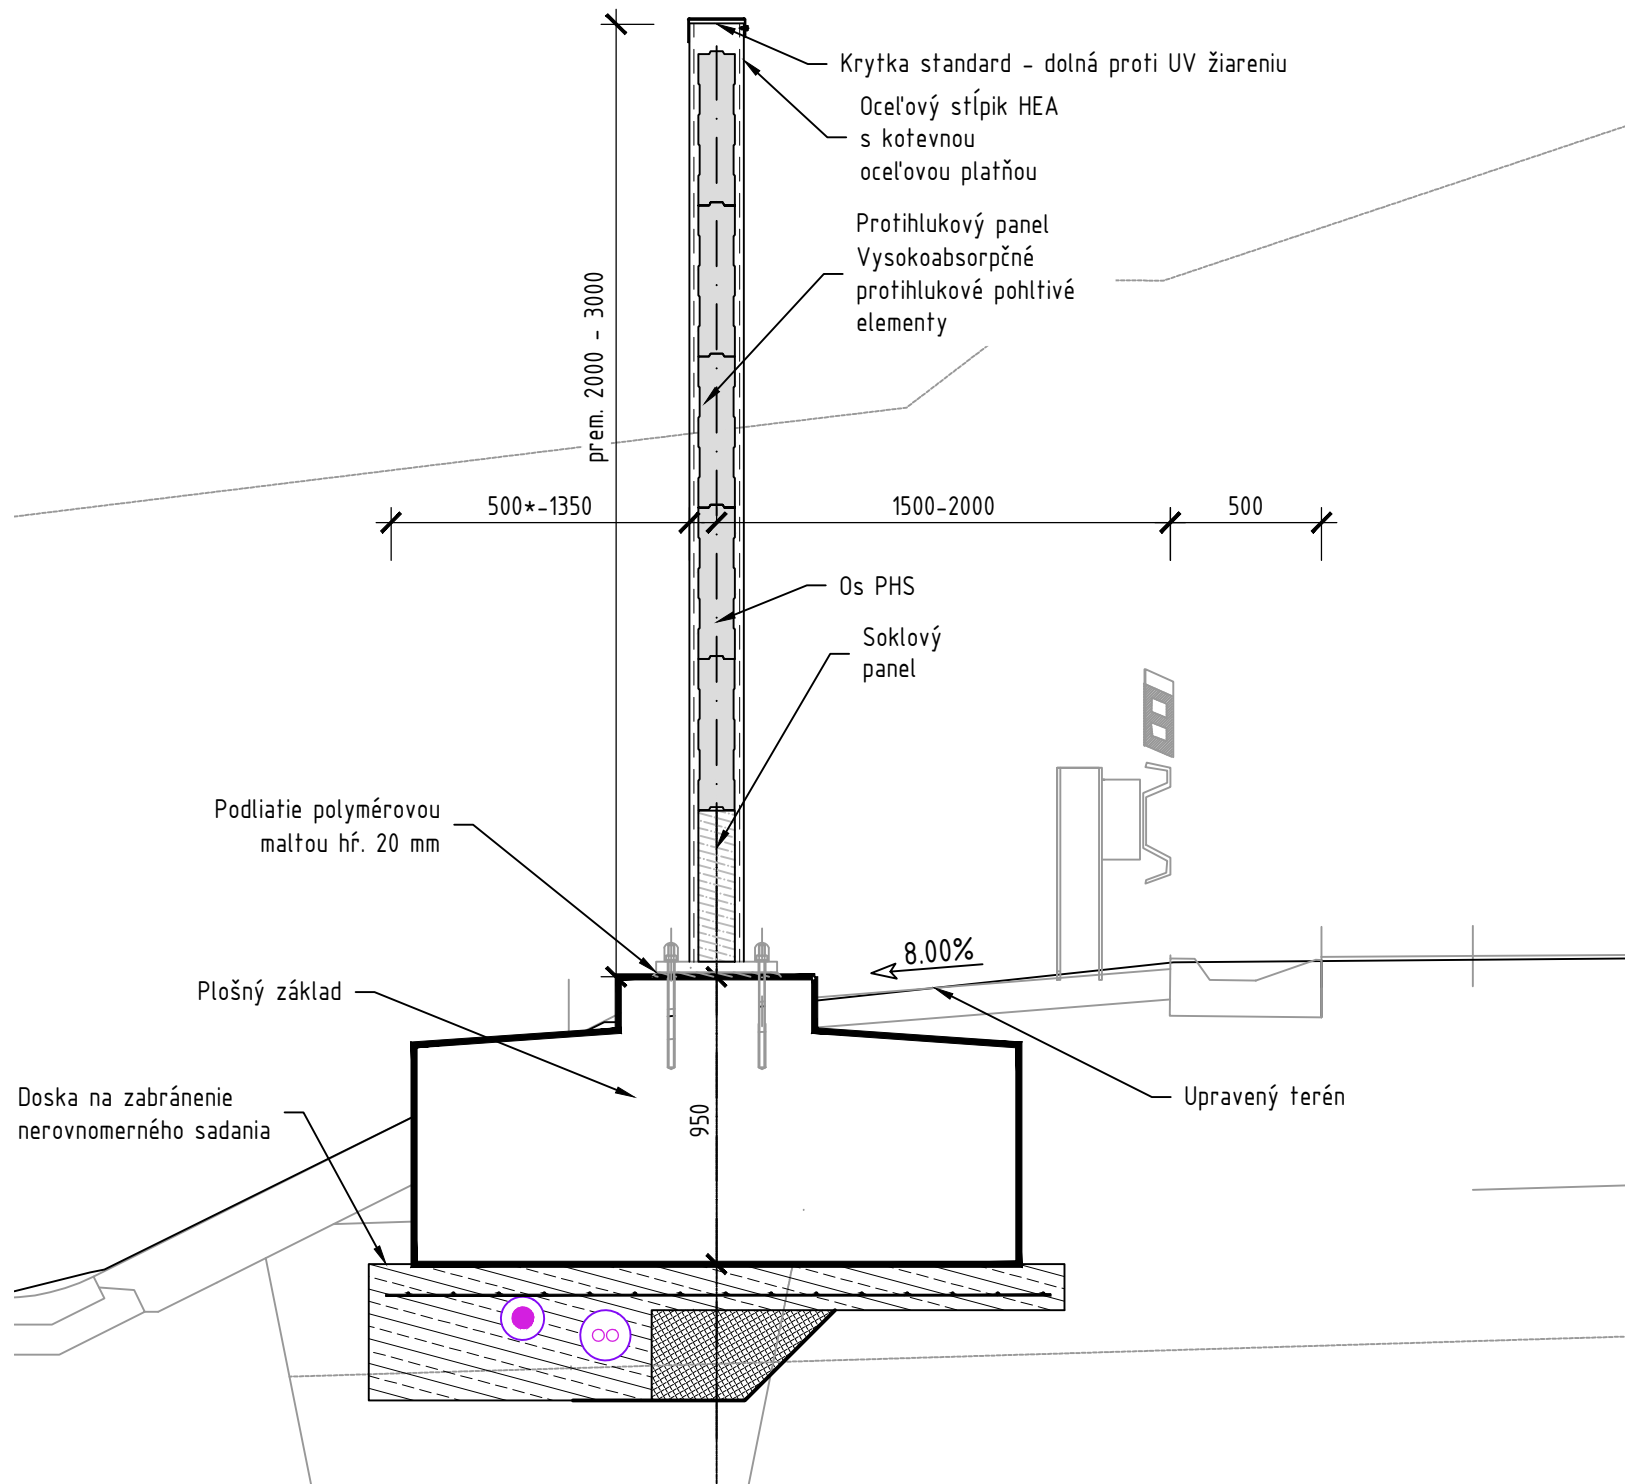 Krytka standard - dolná proti UV žiareniu
Oceľový stĺpik HEA
s kotevnou
oceľovou platňou
Protihlukový panel
Vysokoabsorpčné
protihlukové pohltivé
elementy
prem. 2000 - 3000
500*-1350
1500-2000
500
Os PHS
Soklový
panel
Podliatie polymérovou
maltou hŕ. 20 mm
8.00%
Plošný základ
Doska na zabránenie
nerovnomerného sadania
950
Upravený terén